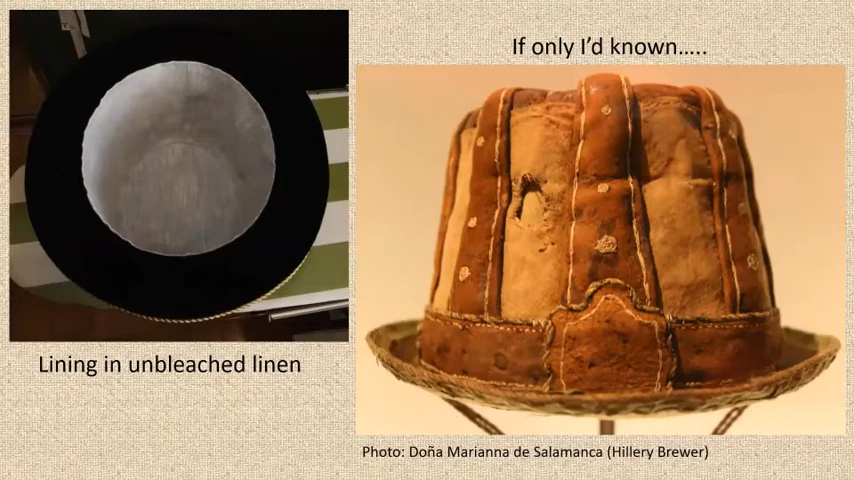 If only I'd known.....
Lining in unbleached linen
Photo: Doña Marianna de Salamanca (Hillery Brewer)